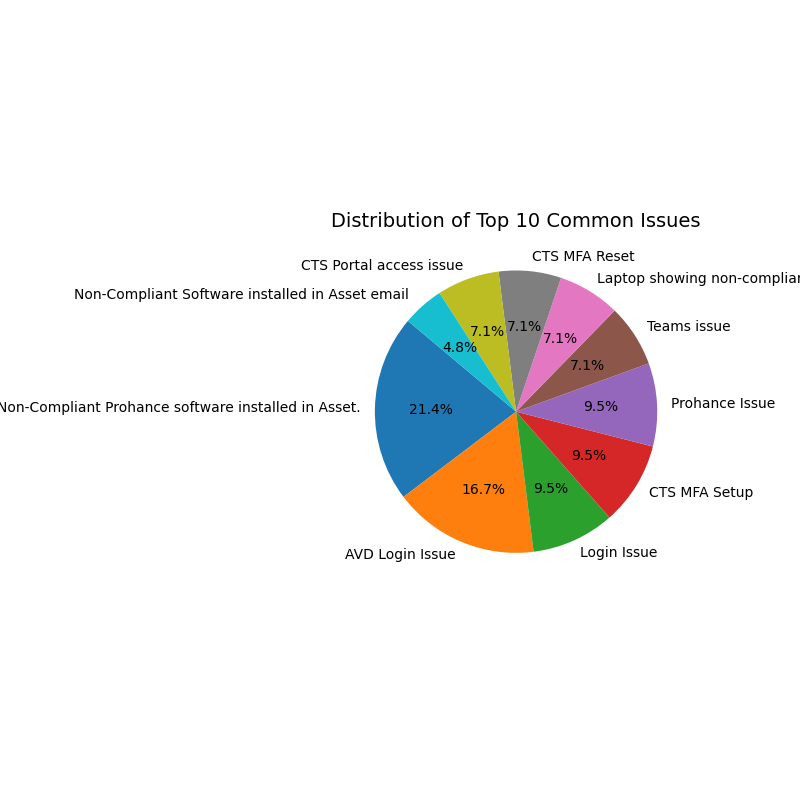 Distribution of Top 10 Common Issues
CTS MFA Reset
CTS Portal access issue
Laptop showing non-complian
Non-Compliant Software installed in Asset email
Teams issue
7.1%
7.1%
7.1%
4.8%
7.1%
Prohance Issue
Non-Compliant Prohance software installed in Asset.
21.4%
9.5%
9.5%
CTS MFA Setup
16.7%
9.5%
AVD Login Issue
Login Issue